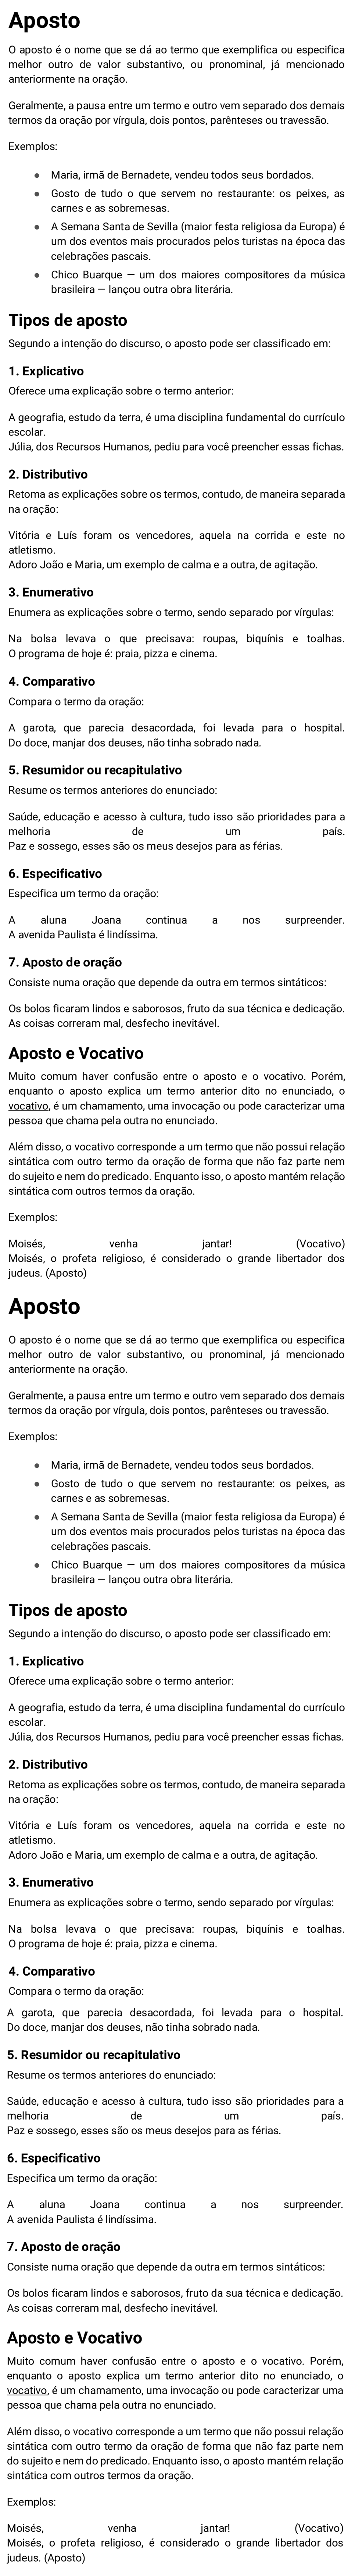 Aposto
O aposto é o nome que se dá ao termo que exemplifica ou especifica
melhor outro de valor substantivo, ou pronominal, já mencionado
anteriormente na oração.
Geralmente, a pausa entre um termo e outro vem separado dos demais
termos da oração por vírgula, dois pontos, parênteses ou travessão.
Exemplos:
● Maria, irmã de Bernadete, vendeu todos seus bordados.
● Gosto de tudo o que servem no restaurante: os peixes, as
carnes e as sobremesas.
● A Semana Santa de Sevilla (maior festa religiosa da Europa) é
um dos eventos mais procurados pelos turistas na época das
celebrações pascais.
● Chico Buarque — um dos maiores compositores da música
brasileira — lançou outra obra literária.
Tipos de aposto
Segundo a intenção do discurso, o aposto pode ser classificado em:
1. Explicativo
Oferece uma explicação sobre o termo anterior:
A geografia, estudo da terra, é uma disciplina fundamental do currículo
escolar.
Júlia, dos Recursos Humanos, pediu para você preencher essas fichas.
2. Distributivo
Retoma as explicações sobre os termos, contudo, de maneira separada
na oração:
Vitória e Luís foram os vencedores, aquela na corrida e este no
atletismo.
Adoro João e Maria, um exemplo de calma e a outra, de agitação.
3. Enumerativo
Enumera as explicações sobre o termo, sendo separado por vírgulas:
Na bolsa levava o que precisava: roupas, biquínis e toalhas.
O programa de hoje é: praia, pizza e cinema.
4. Comparativo
Compara o termo da oração:
A garota, que parecia desacordada, foi levada para o hospital.
Do doce, manjar dos deuses, não tinha sobrado nada.
5. Resumidor ou recapitulativo
Resume os termos anteriores do enunciado:
Saúde, educação e acesso à cultura, tudo isso são prioridades para a
melhoria de um país.
Paz e sossego, esses são os meus desejos para as férias.
6. Especificativo
Especifica um termo da oração:
A aluna Joana continua a nos surpreender.
A avenida Paulista é lindíssima.
7. Aposto de oração
Consiste numa oração que depende da outra em termos sintáticos:
Os bolos ficaram lindos e saborosos, fruto da sua técnica e dedicação.
As coisas correram mal, desfecho inevitável.
Aposto e Vocativo
Muito comum haver confusão entre o aposto e o vocativo. Porém,
enquanto o aposto explica um termo anterior dito no enunciado, o
vocativo, é um chamamento, uma invocação ou pode caracterizar uma
pessoa que chama pela outra no enunciado.
Além disso, o vocativo corresponde a um termo que não possui relação
sintática com outro termo da oração de forma que não faz parte nem
do sujeito e nem do predicado. Enquanto isso, o aposto mantém relação
sintática com outros termos da oração.
Exemplos:
Moisés, venha jantar! (Vocativo)
Moisés, o profeta religioso, é considerado o grande libertador dos
judeus. (Aposto)
Aposto
O aposto é o nome que se dá ao termo que exemplifica ou especifica
melhor outro de valor substantivo, ou pronominal, já mencionado
anteriormente na oração.
Geralmente, a pausa entre um termo e outro vem separado dos demais
termos da oração por vírgula, dois pontos, parênteses ou travessão.
Exemplos:
● Maria, irmã de Bernadete, vendeu todos seus bordados.
● Gosto de tudo o que servem no restaurante: os peixes, as
carnes e as sobremesas.
● A Semana Santa de Sevilla (maior festa religiosa da Europa) é
um dos eventos mais procurados pelos turistas na época das
celebrações pascais.
● Chico Buarque — um dos maiores compositores da música
brasileira — lançou outra obra literária.
Tipos de aposto
Segundo a intenção do discurso, o aposto pode ser classificado em:
1. Explicativo
Oferece uma explicação sobre o termo anterior:
A geografia, estudo da terra, é uma disciplina fundamental do currículo
escolar.
Júlia, dos Recursos Humanos, pediu para você preencher essas fichas.
2. Distributivo
Retoma as explicações sobre os termos, contudo, de maneira separada
na oração:
Vitória e Luís foram os vencedores, aquela na corrida e este no
atletismo.
Adoro João e Maria, um exemplo de calma e a outra, de agitação.
3. Enumerativo
Enumera as explicações sobre o termo, sendo separado por vírgulas:
Na bolsa levava o que precisava: roupas, biquínis e toalhas.
O programa de hoje é: praia, pizza e cinema.
4. Comparativo
Compara o termo da oração:
A garota, que parecia desacordada, foi levada para o hospital.
Do doce, manjar dos deuses, não tinha sobrado nada.
5. Resumidor ou recapitulativo
Resume os termos anteriores do enunciado:
Saúde, educação e acesso à cultura, tudo isso são prioridades para a
melhoria de um país.
Paz e sossego, esses são os meus desejos para as férias.
6. Especificativo
Especifica um termo da oração:
A aluna Joana continua a nos surpreender.
A avenida Paulista é lindíssima.
7. Aposto de oração
Consiste numa oração que depende da outra em termos sintáticos:
Os bolos ficaram lindos e saborosos, fruto da sua técnica e dedicação.
As coisas correram mal, desfecho inevitável.
Aposto e Vocativo
Muito comum haver confusão entre o aposto e o vocativo. Porém,
enquanto o aposto explica um termo anterior dito no enunciado, o
vocativo, é um chamamento, uma invocação ou pode caracterizar uma
pessoa que chama pela outra no enunciado.
Além disso, o vocativo corresponde a um termo que não possui relação
sintática com outro termo da oração de forma que não faz parte nem
do sujeito e nem do predicado. Enquanto isso, o aposto mantém relação
sintática com outros termos da oração.
Exemplos:
Moisés, venha jantar! (Vocativo)
Moisés, o profeta religioso, é considerado o grande libertador dos
judeus. (Aposto)